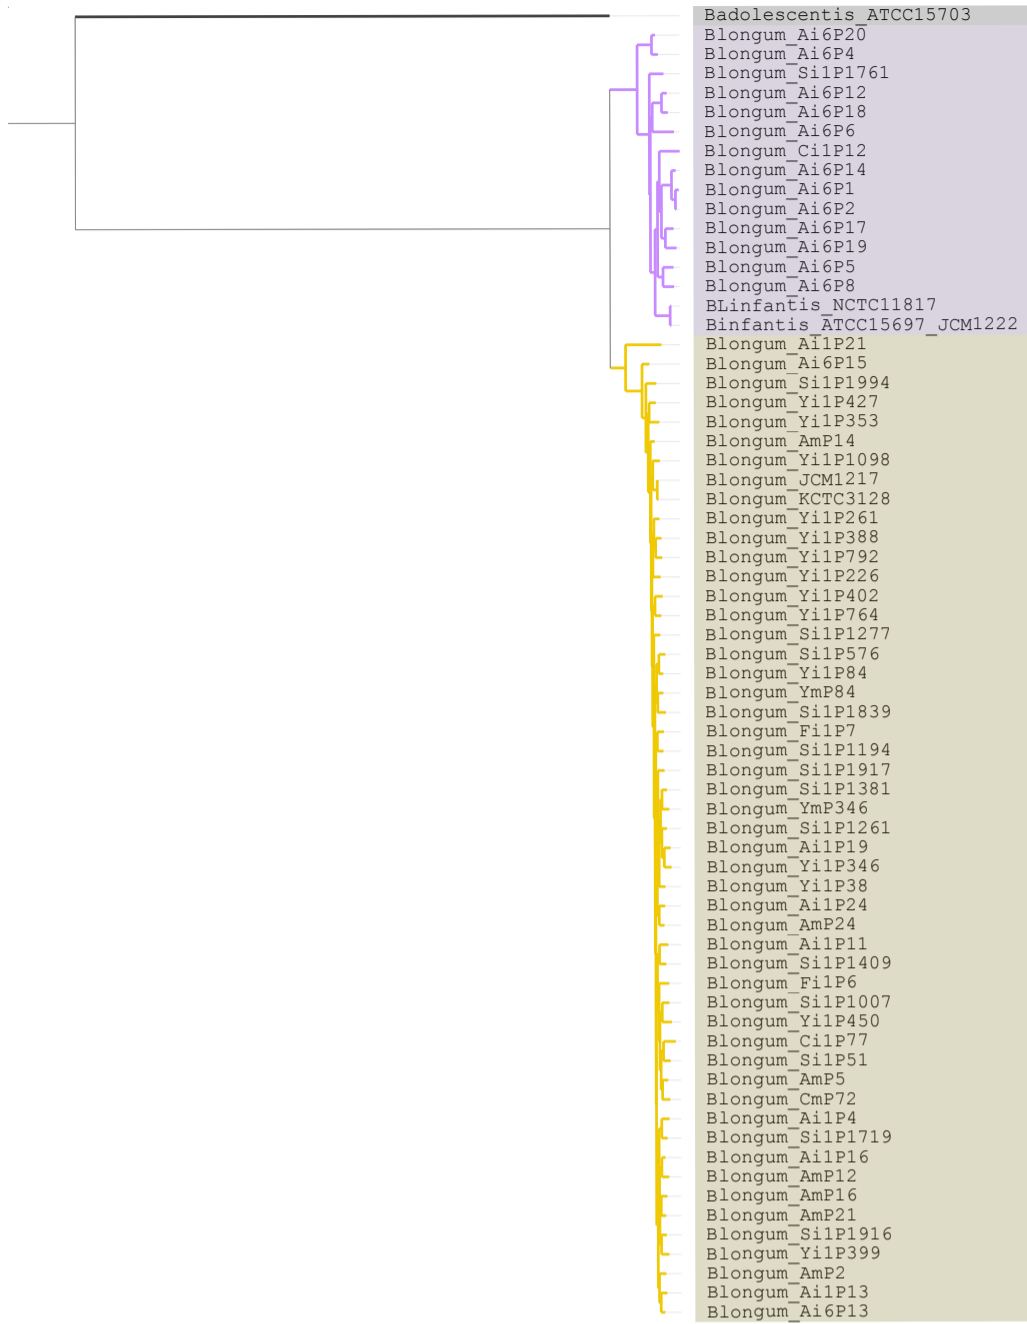 Badolescentis_ATCC15703
Blongum_Ai6P20
Blongum_Ai6P4
Blongum_Si1P1761
Blongum_Ai6P12
Blongum_Ai6P18
Blongum_Ai6P6
Blongum_Ci1P12
Blongum_Ai6P14
Blongum_Ai6P1
Blongum_Ai6P2
Blongum_Ai6P17
Blongum_Ai6P19
Blongum_Ai6P5
Blongum_Ai6P8
BLinfantis_NCTC11817
Binfantis_ATCC15697_JCM1222
Blongum_Ai1P21
Blongum_Ai6P15
Blongum_Si1P1994
Blongum_Yi1P427
Blongum_Yi1P353
Blongum_AmP14
Blongum_Yi1P1098
Blongum_JCM1217
Blongum_KCTC3128
Blongum_Yi1P261
Blongum_Yi1P388
Blongum_Yi1P792
Blongum_Yi1P226
Blongum_Yi1P402
Blongum_Yi1P764
Blongum_Si1P1277
Blongum_Si1P576
Blongum_Yi1P84
Blongum_YmP84
Blongum_Si1P1839
Blongum_Fi1P7
Blongum_Si1P1194
Blongum_Si1P1917
Blongum_Si1P1381
Blongum_YmP346
Blongum_Si1P1261
Blongum_Ai1P19
Blongum_Yi1P346
Blongum_Yi1P38
Blongum_Ai1P24
Blongum_AmP24
Blongum_Ai1P11
Blongum_Si1P1409
Blongum_Fi1P6
Blongum_Si1P1007
Blongum_Yi1P450
Blongum_Ci1P77
Blongum_Si1P51
Blongum_AmP5
Blongum_CmP72
Blongum_Ai1P4
Blongum_Si1P1719
Blongum_Ai1P16
Blongum_AmP12
Blongum_AmP16
Blongum_AmP21
Blongum_Si1P1916
Blongum_Yi1P399
Blongum_AmP2
Blongum_Ai1P13
Blongum_Ai6P13